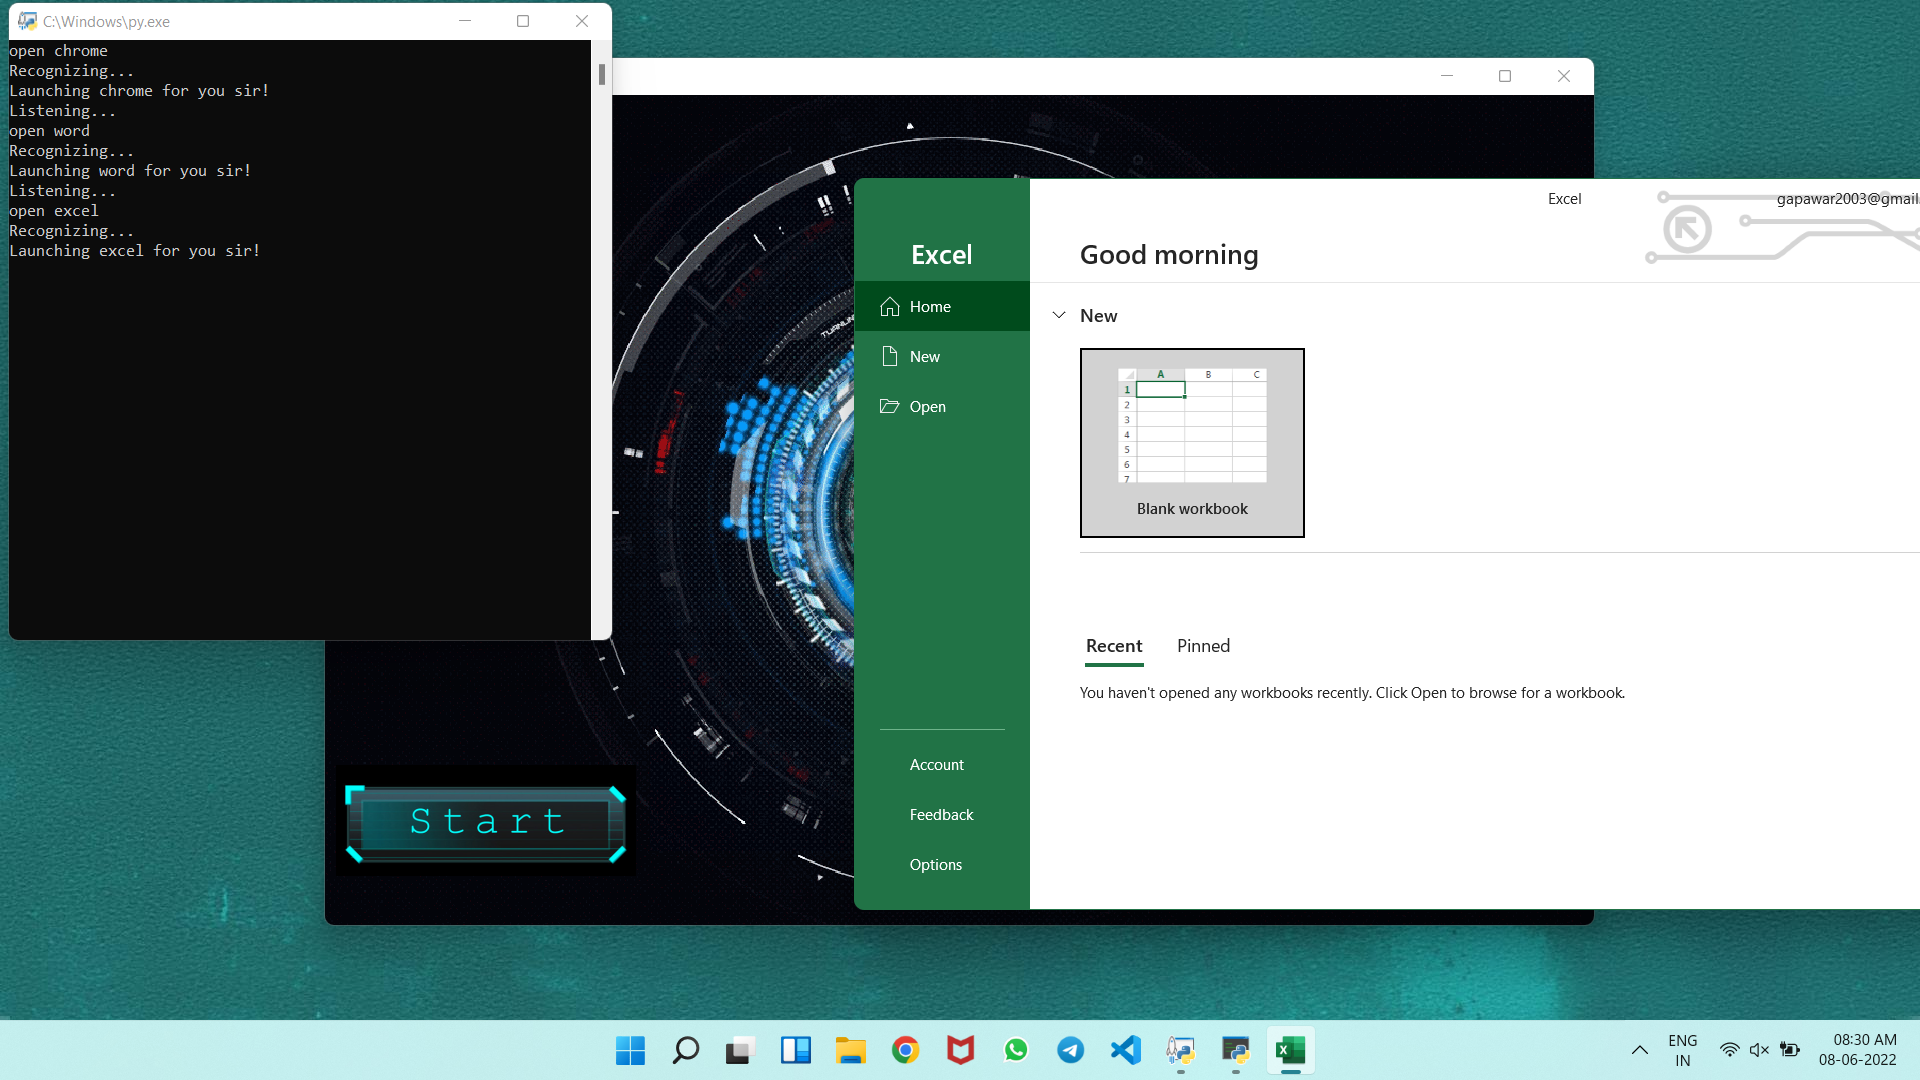 C:\Windows\py.exe
open chrome
Recognizing...
Launching chrome for you sir!
Listening...
open word
Recognizing...
Launching word for you sir!
Listening...
open excel
Recognizing...
Launching excel for you sir!
Start
Excel
Home
New
Open
Account
Feedback
Options
Excel
gapawar2003@gmail.
Good morning
New
A B C
1
2
3
4
5
6
7
Blank workbook
Recent Pinned
You haven't opened any workbooks recently. Click Open to browse for a workbook.
ENG
IN
08:30 AM
08-06-2022